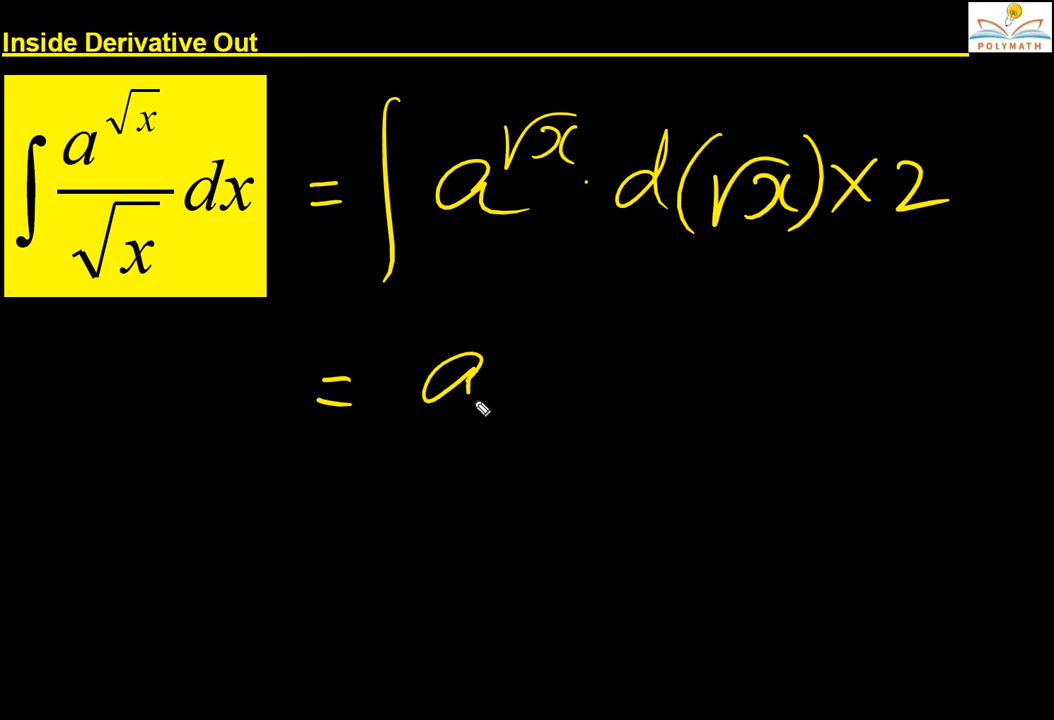 Inside Derivative Out
POLYMATH
∫ a^√x / √x dx = ∫ a^√x · d(√x) × 2
= a